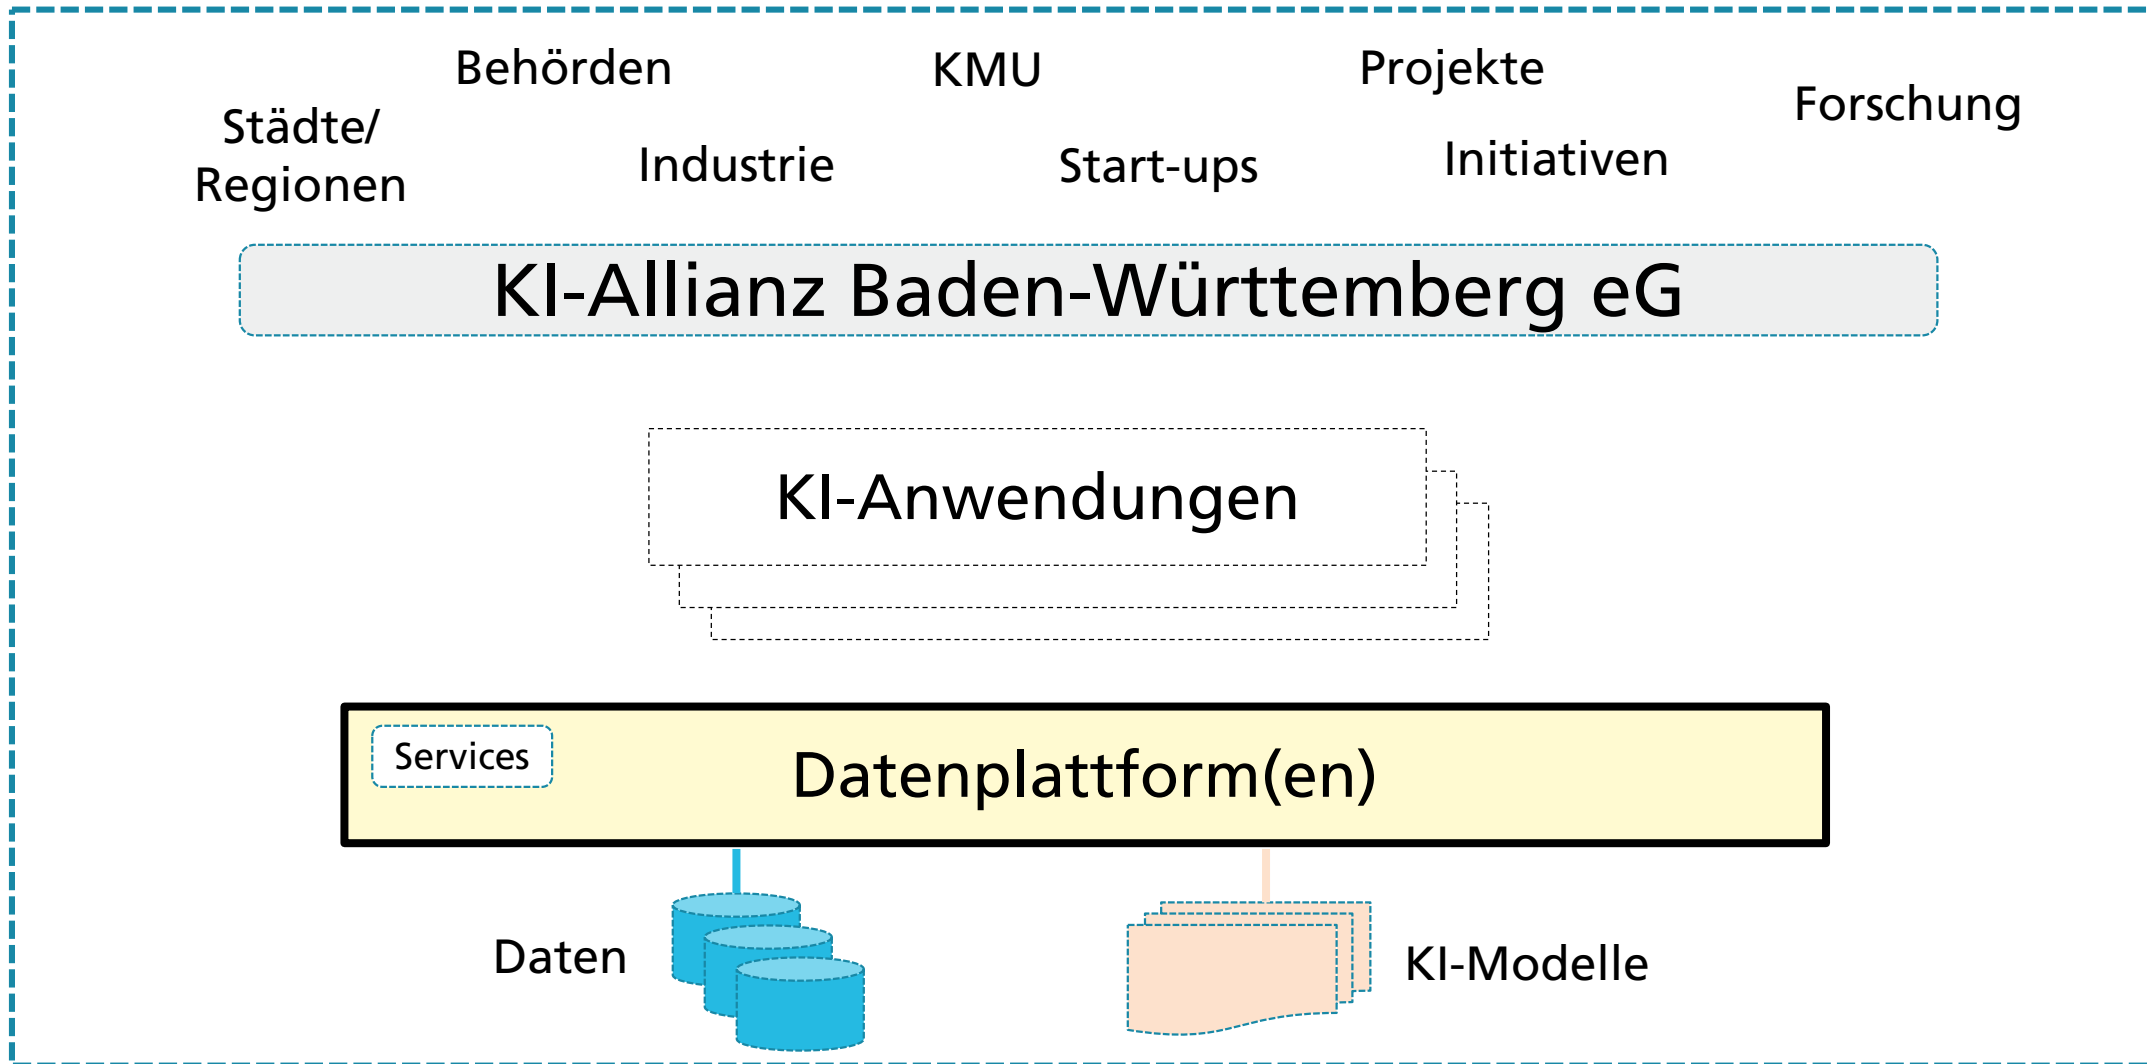 Behörden
KMU
Projekte
Forschung
Städte/
Regionen
Industrie
Start-ups
Initiativen
KI-Allianz Baden-Württemberg eG
KI-Anwendungen
Services
Datenplattform(en)
Daten
KI-Modelle